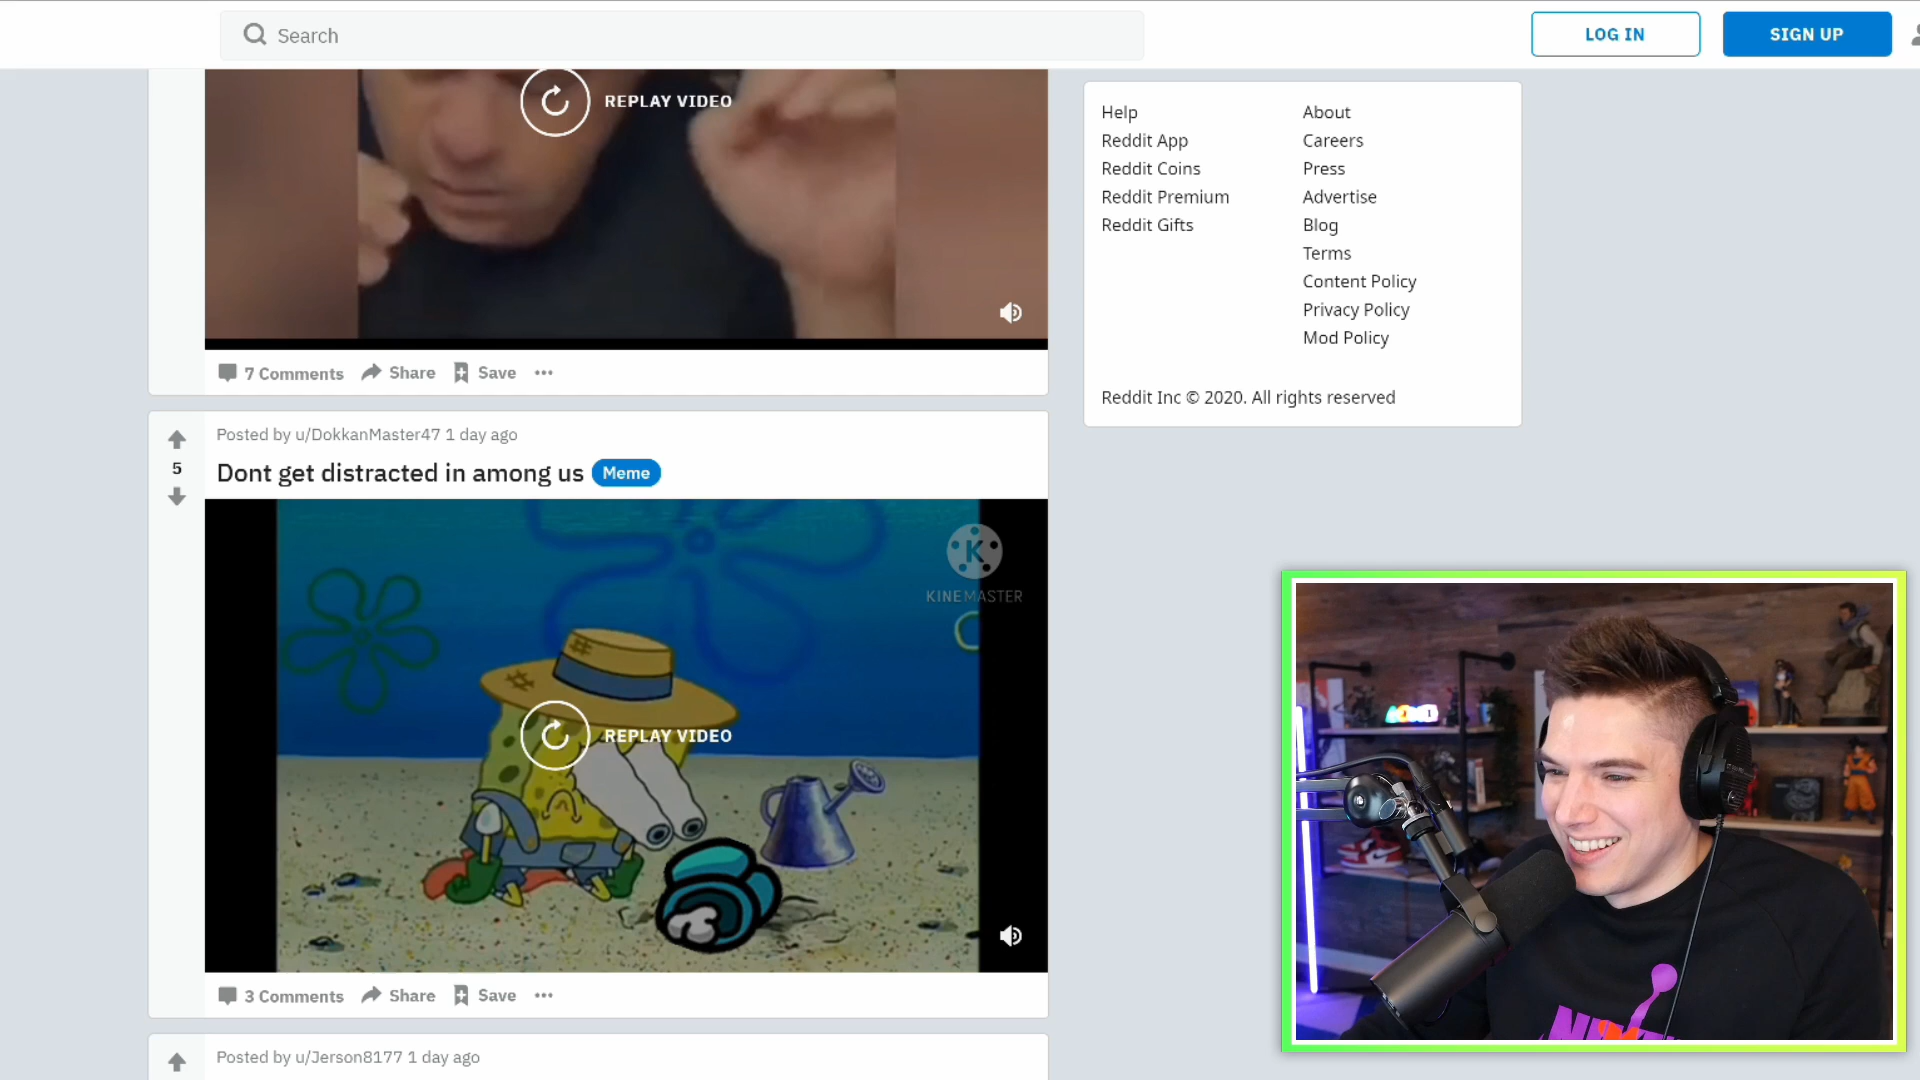 Search
LOG IN
SIGN UP
REPLAY VIDEO
7 Comments
Share
Save
Help
Reddit App
Reddit Coins
Reddit Premium
Reddit Gifts
About
Careers
Press
Advertise
Blog
Terms
Content Policy
Privacy Policy
Mod Policy
Reddit Inc © 2020. All rights reserved
Posted by u/DokkanMaster47 1 day ago
5
Dont get distracted in among us
Meme
K
KINEMASTER
REPLAY VIDEO
3 Comments
Share
Save
Posted by u/Jerson8177 1 day ago